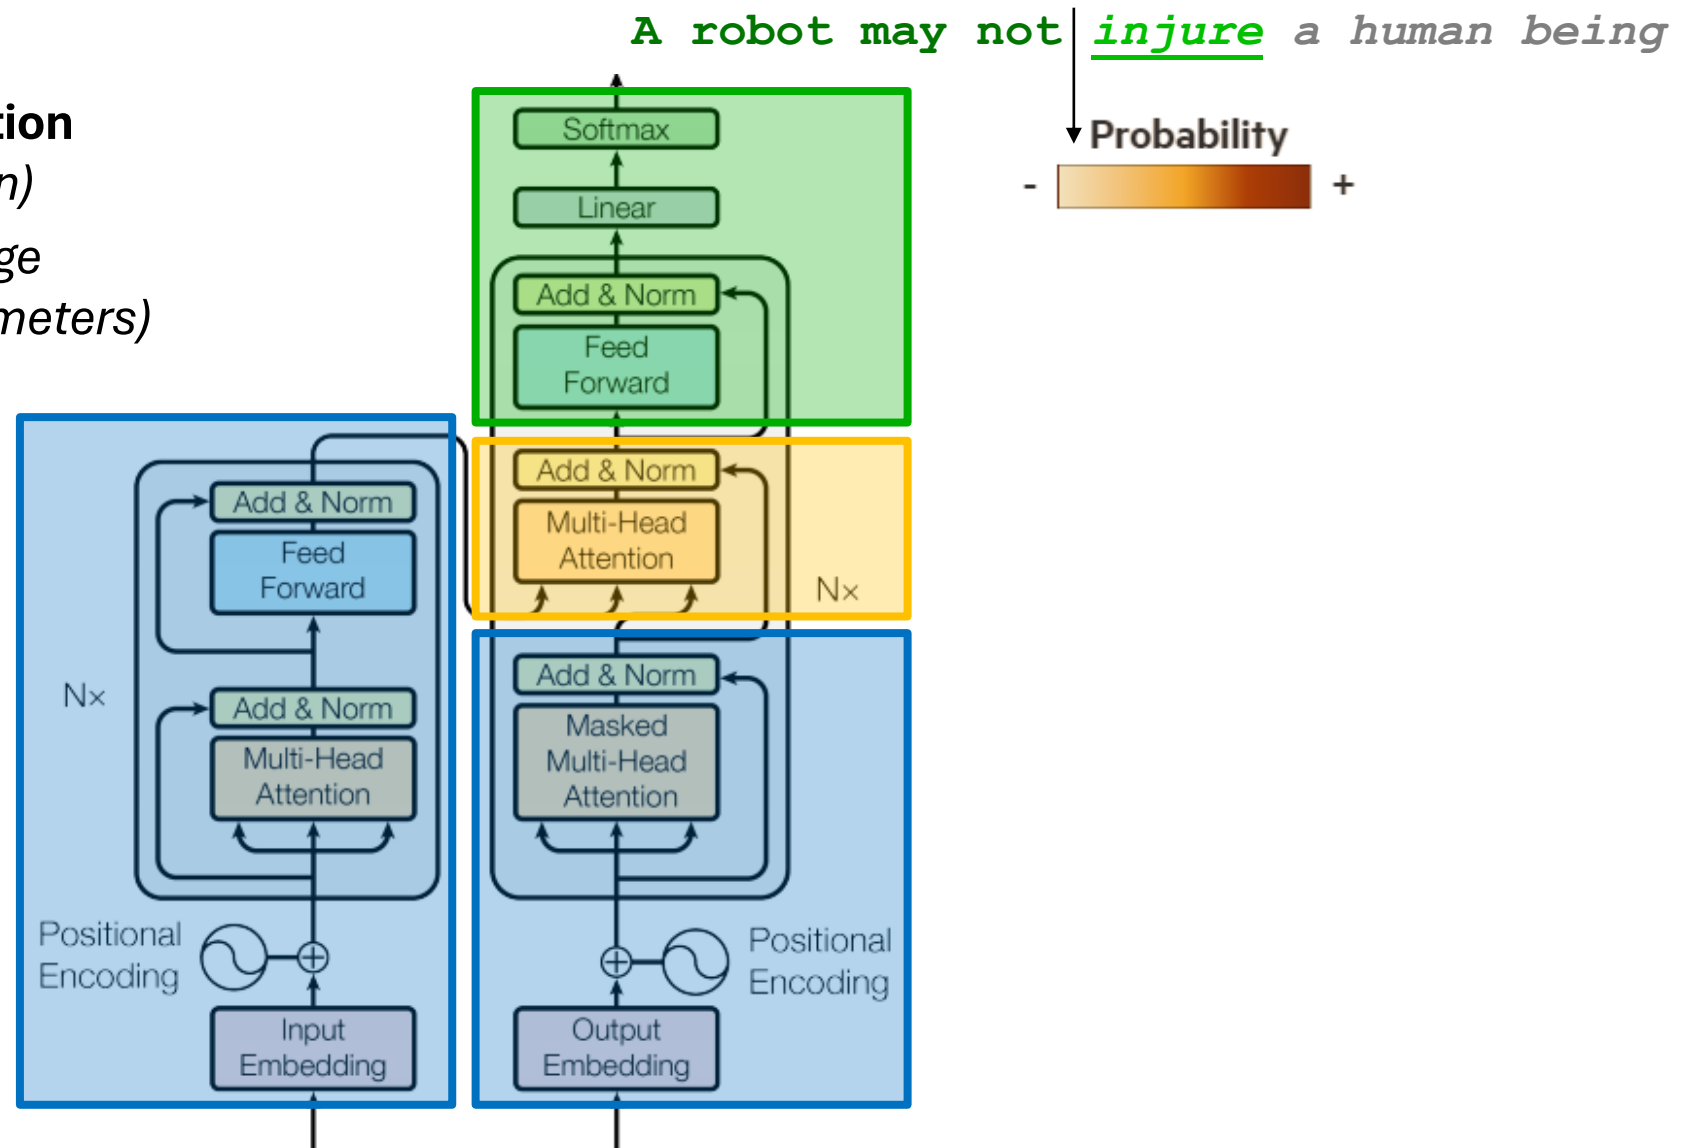 A robot may not injure a human being
tion
n)
ge
meters)
Probability
- +
Softmax
Linear
Add & Norm
Feed
Forward
Add & Norm
Multi-Head
Attention
N×
Add & Norm
Masked
Multi-Head
Attention
Positional
Encoding
Output
Embedding
Add & Norm
Feed
Forward
N×
Add & Norm
Multi-Head
Attention
Positional
Encoding
Input
Embedding